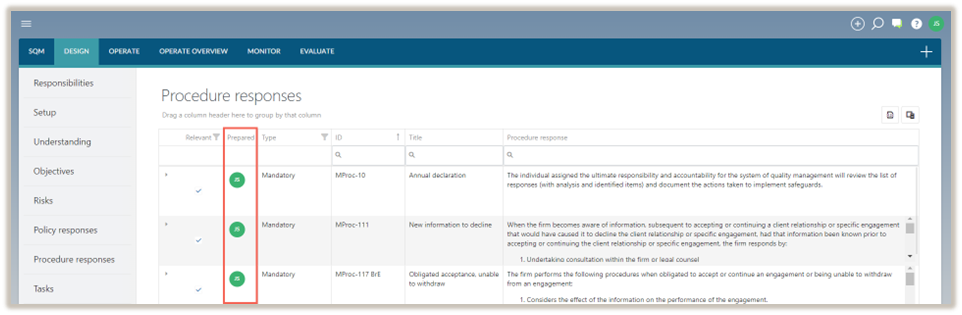 JS
SQM DESIGN OPERATE OPERATE OVERVIEW MONITOR EVALUATE
Responsibilities
Setup
Understanding
Objectives
Risks
Policy responses
Procedure responses
Tasks
Procedure responses
Drag a column header here to group by that column
Relevant Prepared Type ID Title Procedure response
JS Mandatory MProc-10 Annual declaration The individual assigned the ultimate responsibility and accountability for the system of quality management will review the list of
responses (with analysis and identified items) and document the actions taken to implement safeguards.
JS Mandatory MProc-111 New information to decline When the firm becomes aware of information, subsequent to accepting or continuing a client relationship or specific engagement
that would have caused it to decline the client relationship or specific engagement, had that information been known prior to
accepting or continuing the client relationship or specific engagement, the firm responds by:
1. Undertaking consultation within the firm or legal counsel
JS Mandatory MProc-117 BrE Obligated acceptance, unable The firm performs the following procedures when obligated to accept or continue an engagement or being unable to withdraw
to withdraw from an engagement:
1. Considers the effect of the information on the performance of the engagement.